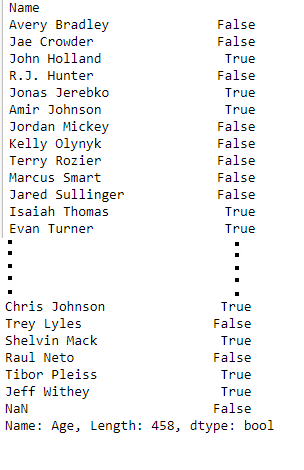 Name
Avery Bradley False
Jae Crowder False
John Holland True
R.J. Hunter False
Jonas Jerebko True
Amir Johnson True
Jordan Mickey False
Kelly Olynyk False
Terry Rozier False
Marcus Smart False
Jared Sullinger False
Isaiah Thomas True
Evan Turner True
Chris Johnson True
Trey Lyles False
Shelvin Mack True
Raul Neto False
Tibor Pleiss True
Jeff Withey True
NaN False
Name: Age, Length: 458, dtype: bool